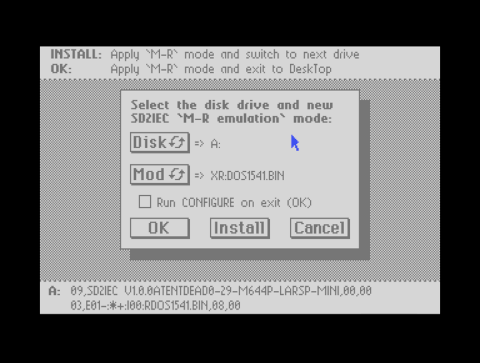 INSTALL: Apply `M-R` mode and switch to next drive
OK: Apply `M-R` mode and exit to DeskTop
Select the disk drive and new
SD2IEC `M-R emulation` mode:
Disk => A:
Mod => XR:DOS1541.BIN
Run CONFIGURE on exit (OK)
OK Install Cancel
A: 09,SD2IEC V1.0.0ATENTDEAD0-29-M644P-LARSP-MINI,00,00
03,E01-:*+:I00:RDOS1541.BIN,08,00